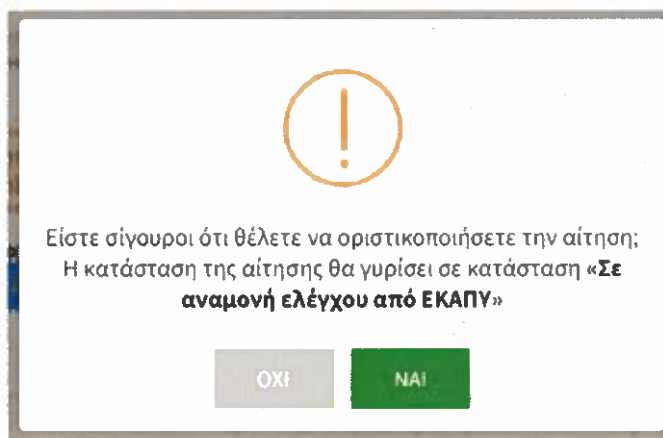 Είστε σίγουροι ότι θέλετε να οριστικοποιήσετε την αίτηση;
Η κατάσταση της αίτησης θα γυρίσει σε κατάσταση «Σε
αναμονή ελέγχου από ΕΚΑΠΥ»
ΟΧΙ
ΝΑΙ